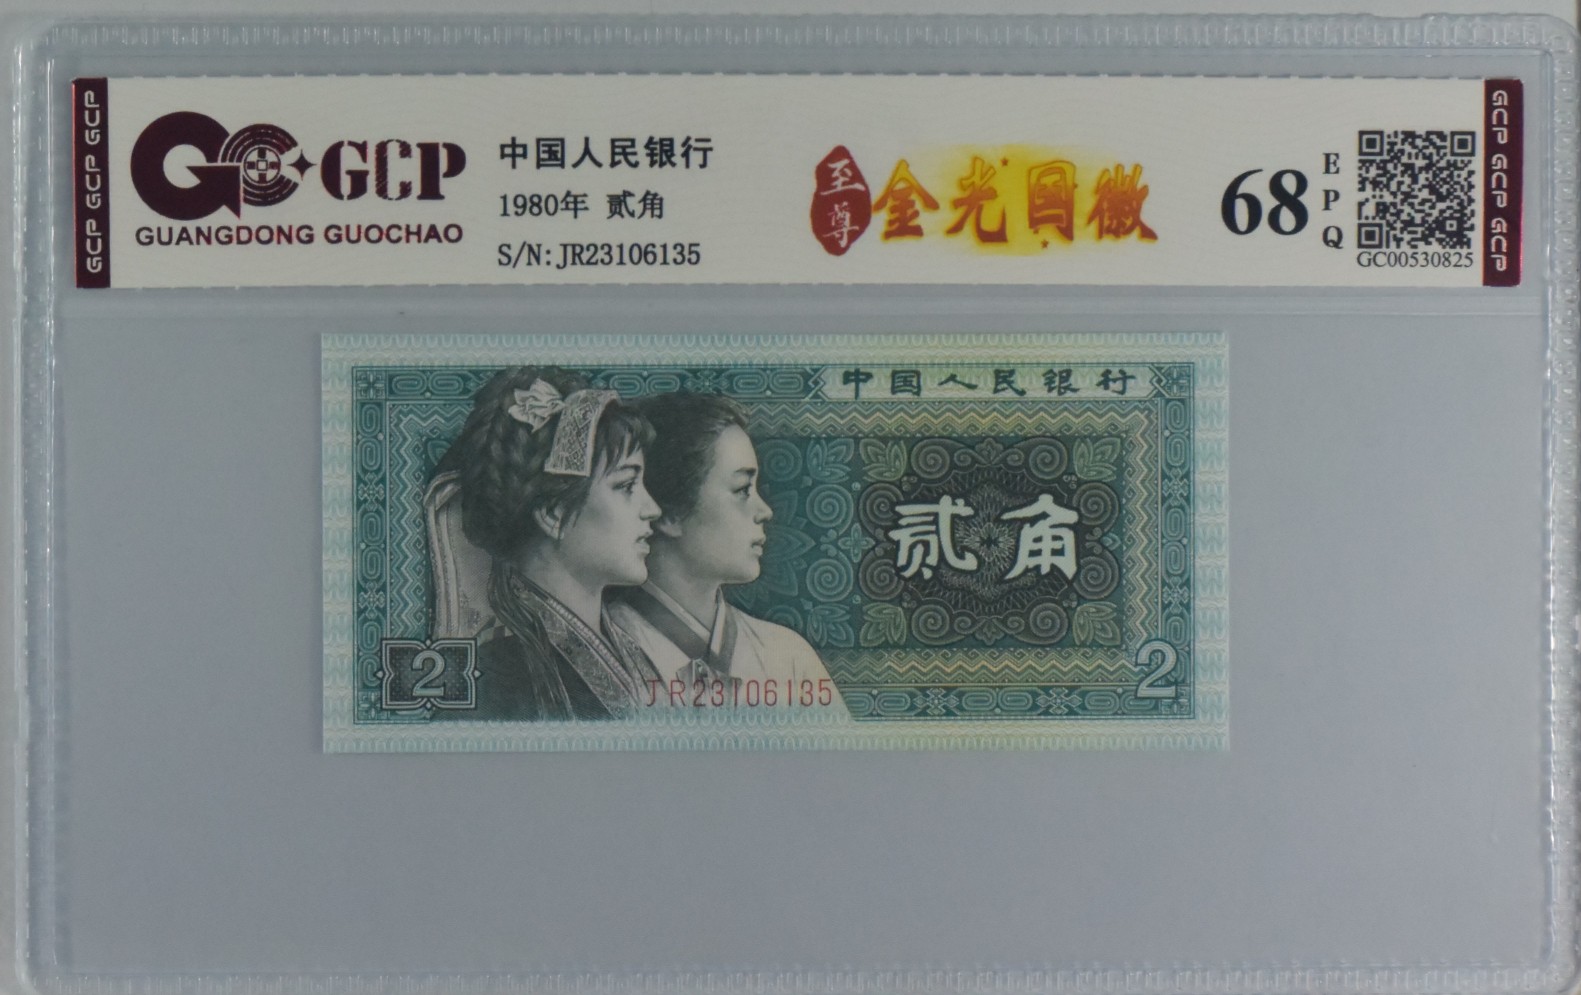 GCP GCP GCP
GCP
GUANGDONG GUOCHAO
中国人民银行
1980年 贰角
S/N: JR23106135
至尊
金光国徽
68
EPQ
GC00530825
GCP GCP GCP
中国人民银行
贰角
2
2
JR23106135